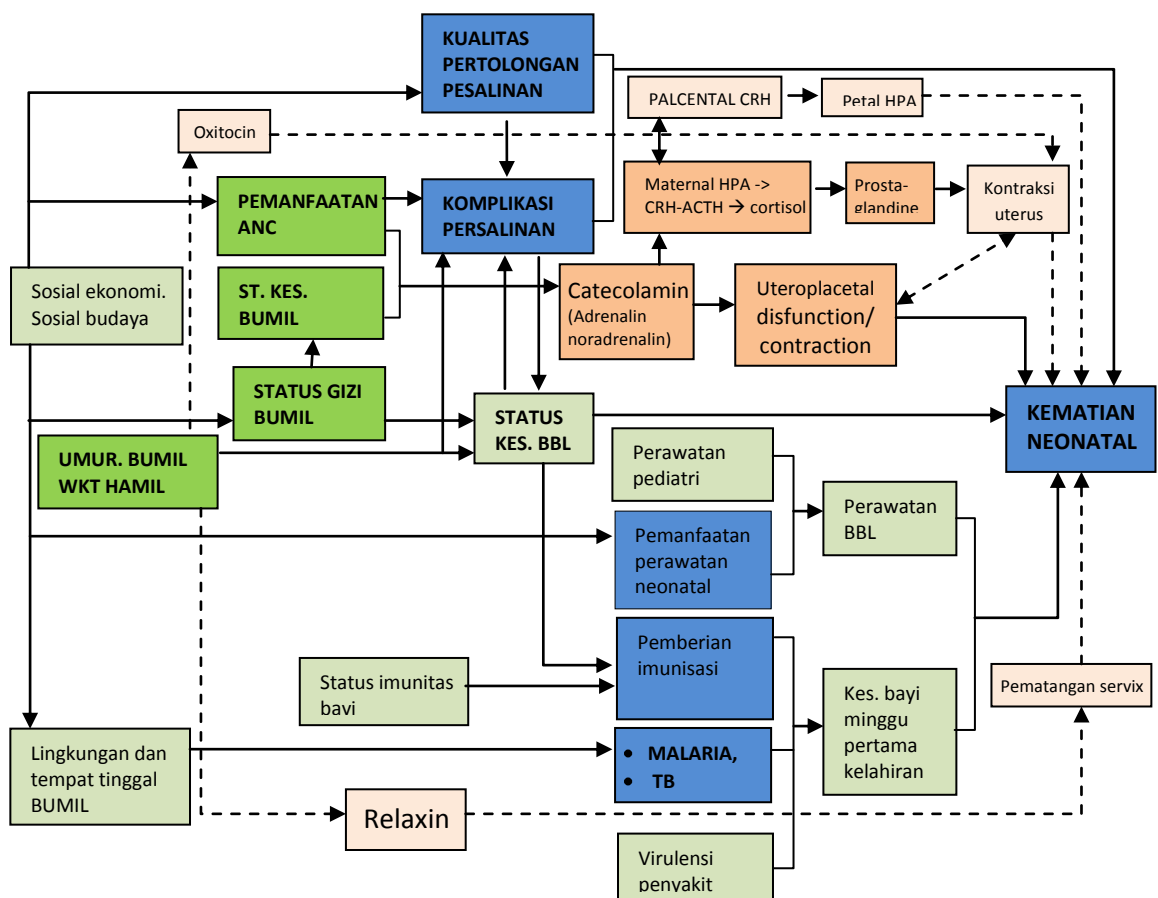 KUALITAS
PERTOLONGAN
PESALINAN
PALCENTAL CRH
Petal HPA
Oxitocin
Maternal HPA ->
CRH-ACTH → cortisol
Prosta-
glandine
Kontraksi
uterus
PEMANFAATAN
ANC
KOMPLIKASI
PERSALINAN
Sosial ekonomi.
Sosial budaya
ST. KES.
BUMIL
Catecolamin
(Adrenalin
noradrenalin)
Uteroplacetal
disfunction/
contraction
STATUS GIZI
BUMIL
STATUS
KES. BBL
KEMATIAN
NEONATAL
UMUR. BUMIL
WKT HAMIL
Perawatan
pediatri
Perawatan
BBL
Pemanfaatan
perawatan
neonatal
Pemberian
imunisasi
Status imunitas
bavi
Kes. bayi
minggu
pertama
kelahiran
Pematangan servix
Lingkungan dan
tempat tinggal
BUMIL
• MALARIA,
• TB
Relaxin
Virulensi
penyakit